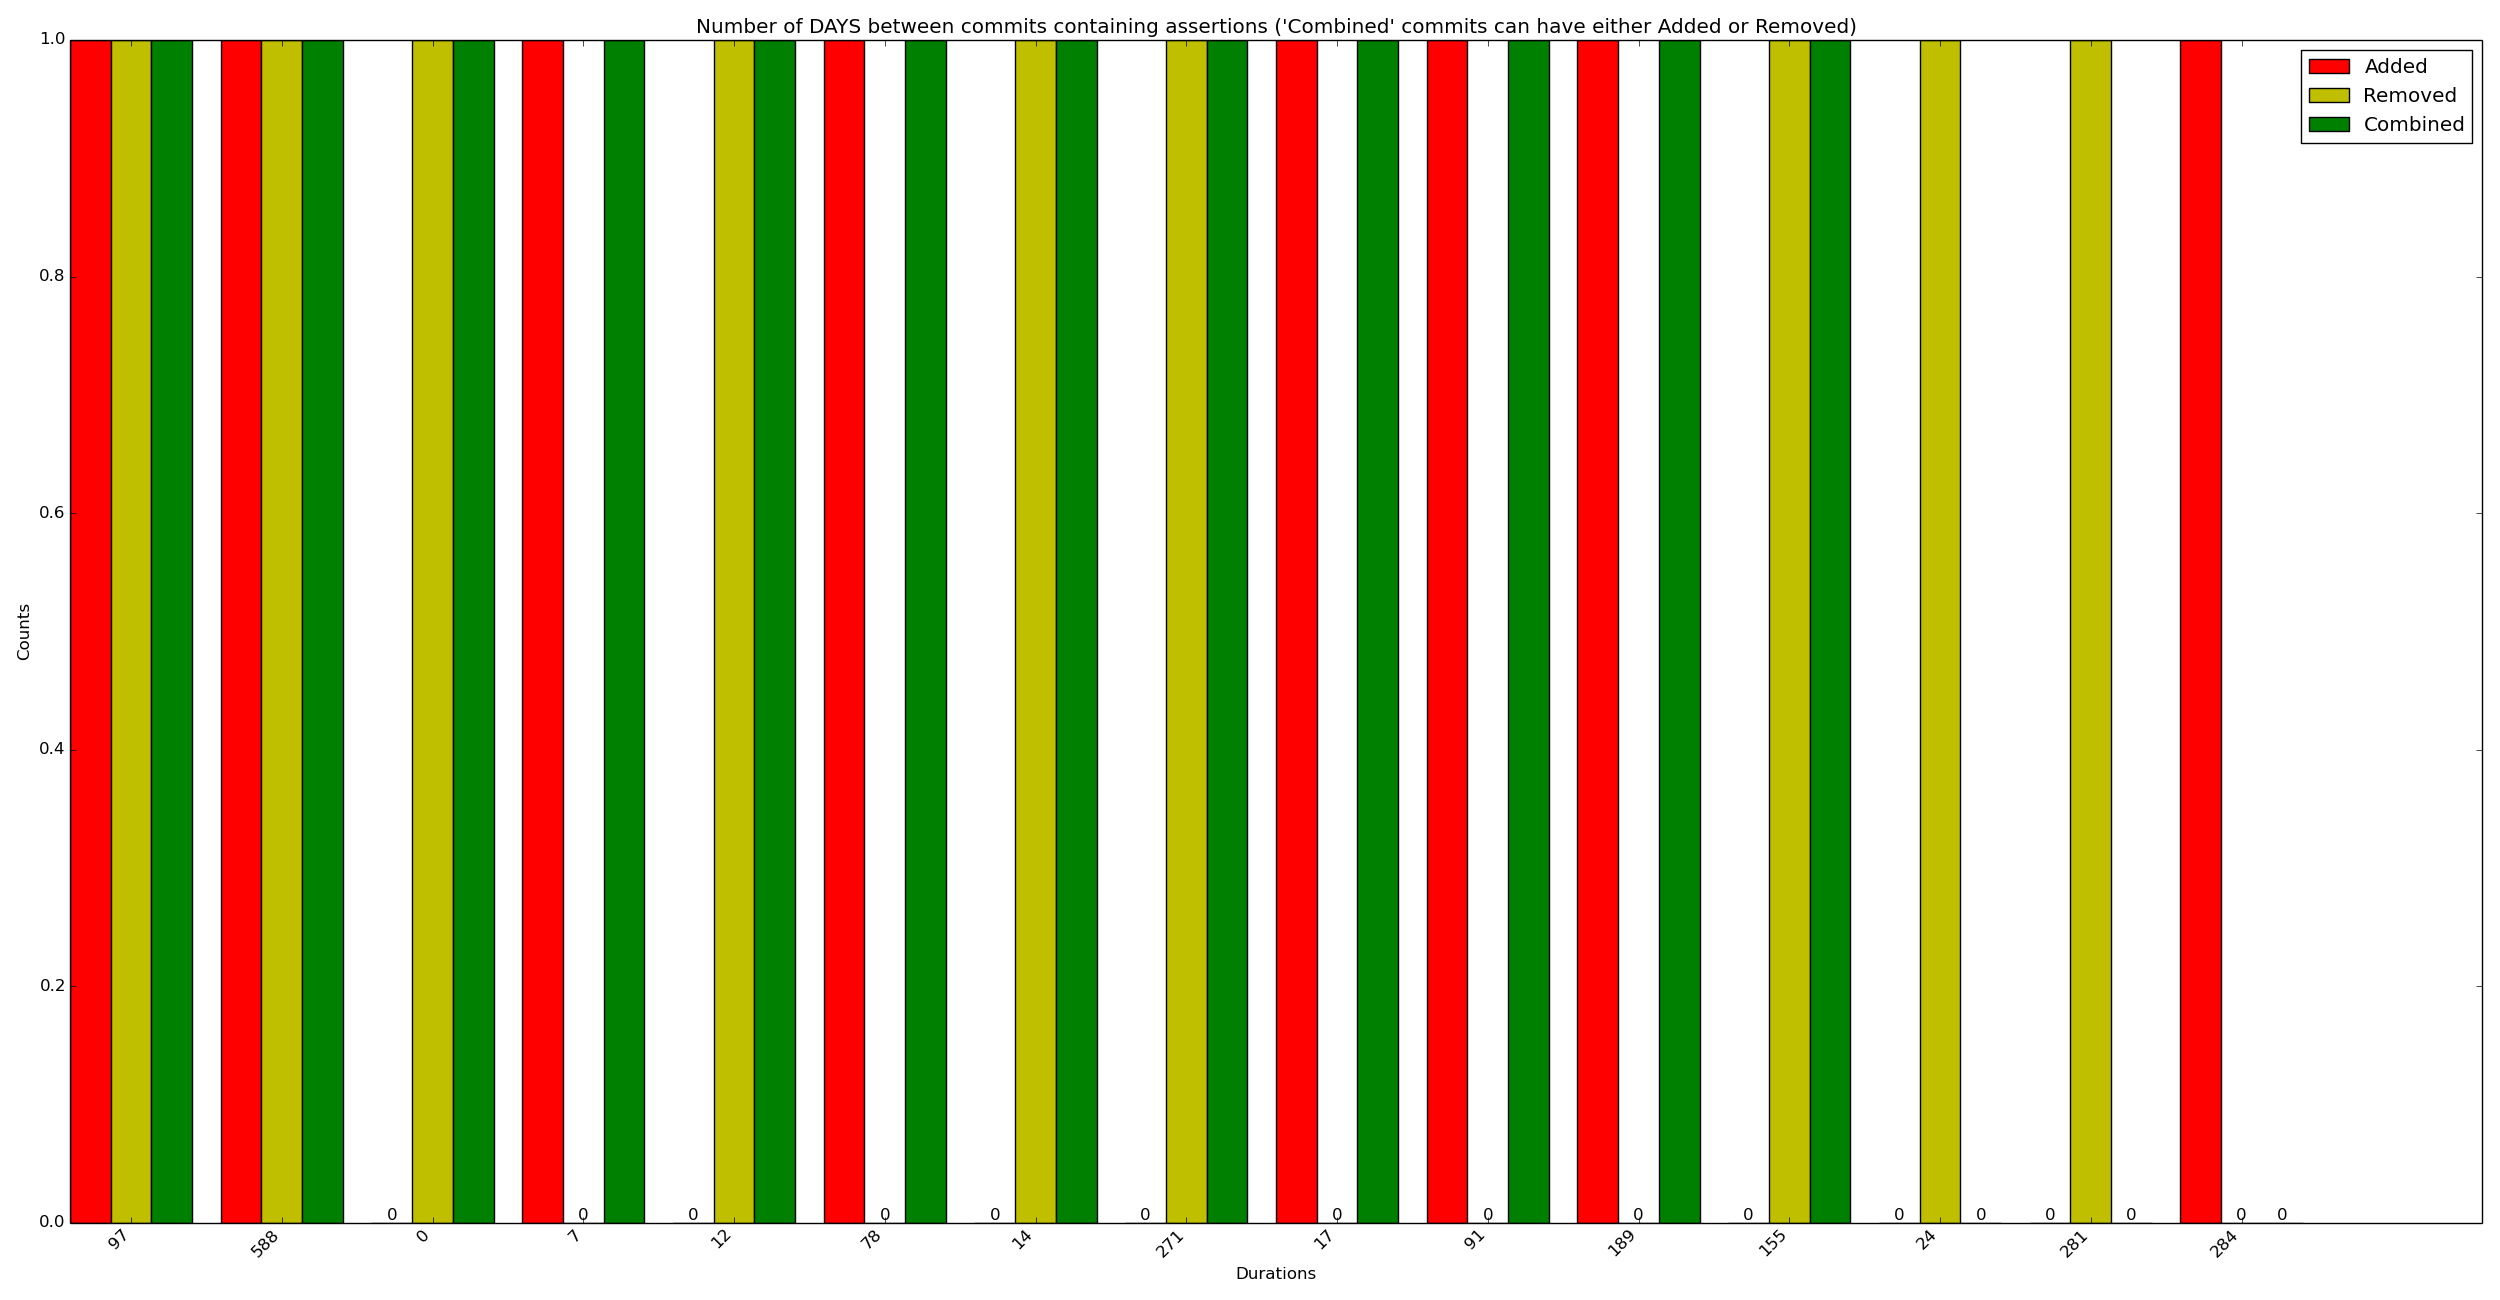 Number of DAYS between commits containing assertions ('Combined' commits can have either Added or Removed)
1.0
0.8
0.6
0.4
0.2
0.0
Counts
Added
Removed
Combined
0 0 0 0 0 0 0 0 0 0 0 0 0 0 0 0
97 588 0 7 12 78 14 271 17 91 189 155 24 281 284
Durations